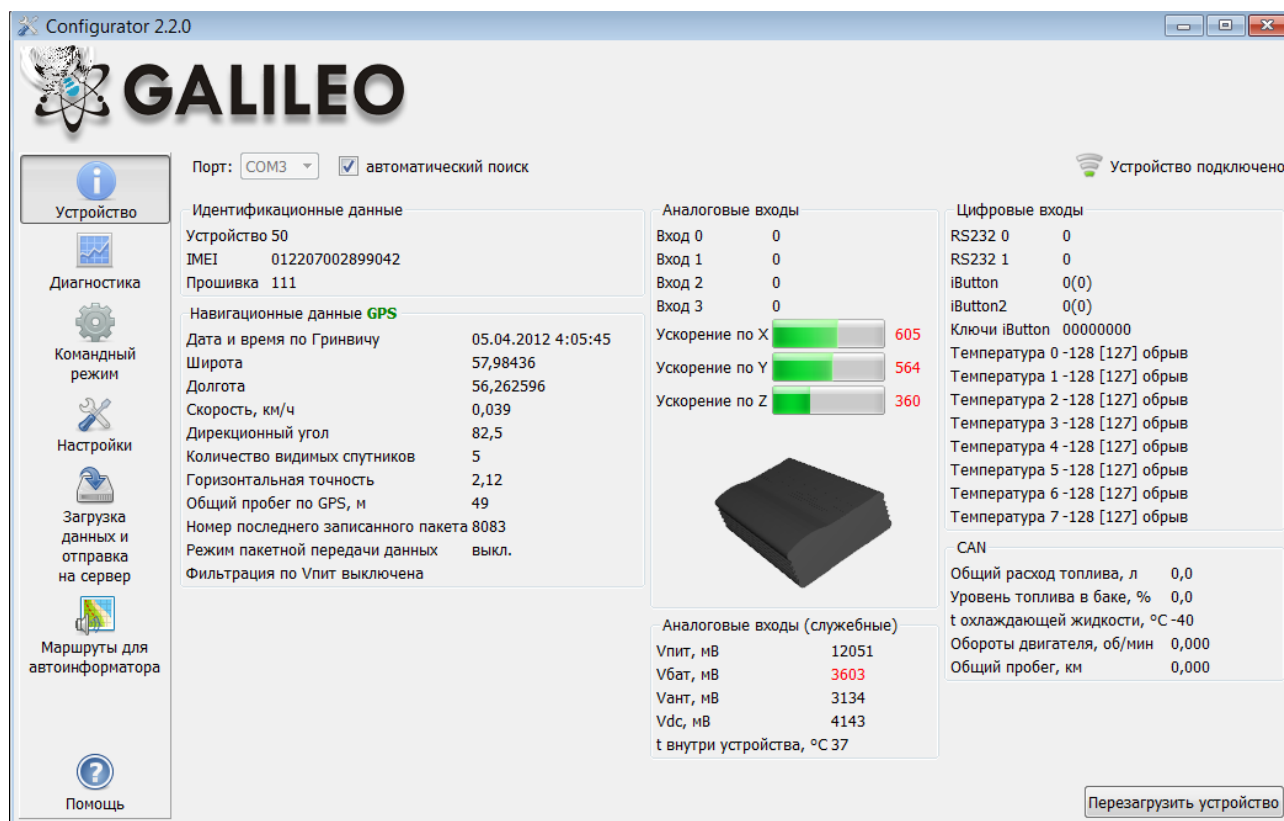 Configurator 2.2.0
GALILEO
Порт: COM3 автоматический поиск
Устройство подключено
Устройство
Диагностика
Командный
режим
Настройки
Загрузка
данных и
отправка
на сервер
Маршруты для
автоинформатора
Помощь
Идентификационные данные
Устройство 50
IMEI 012207002899042
Прошивка 111
Навигационные данные GPS
Дата и время по Гринвичу 05.04.2012 4:05:45
Широта 57,98436
Долгота 56,262596
Скорость, км/ч 0,039
Дирекционный угол 82,5
Количество видимых спутников 5
Горизонтальная точность 2,12
Общий пробег по GPS, м 49
Номер последнего записанного пакета 8083
Режим пакетной передачи данных выкл.
Фильтрация по Vпит выключена
Аналоговые входы
Вход 0 0
Вход 1 0
Вход 2 0
Вход 3 0
Ускорение по X 605
Ускорение по Y 564
Ускорение по Z 360
Аналоговые входы (служебные)
Vпит, мВ 12051
Vбат, мВ 3603
Vант, мВ 3134
Vdc, мВ 4143
t внутри устройства, °C 37
Цифровые входы
RS232 0 0
RS232 1 0
iButton 0(0)
iButton2 0(0)
Ключи iButton 00000000
Температура 0 -128 [127] обрыв
Температура 1 -128 [127] обрыв
Температура 2 -128 [127] обрыв
Температура 3 -128 [127] обрыв
Температура 4 -128 [127] обрыв
Температура 5 -128 [127] обрыв
Температура 6 -128 [127] обрыв
Температура 7 -128 [127] обрыв
CAN
Общий расход топлива, л 0,0
Уровень топлива в баке, % 0,0
t охлаждающей жидкости, °C -40
Обороты двигателя, об/мин 0,000
Общий пробег, км 0,000
Перезагрузить устройство